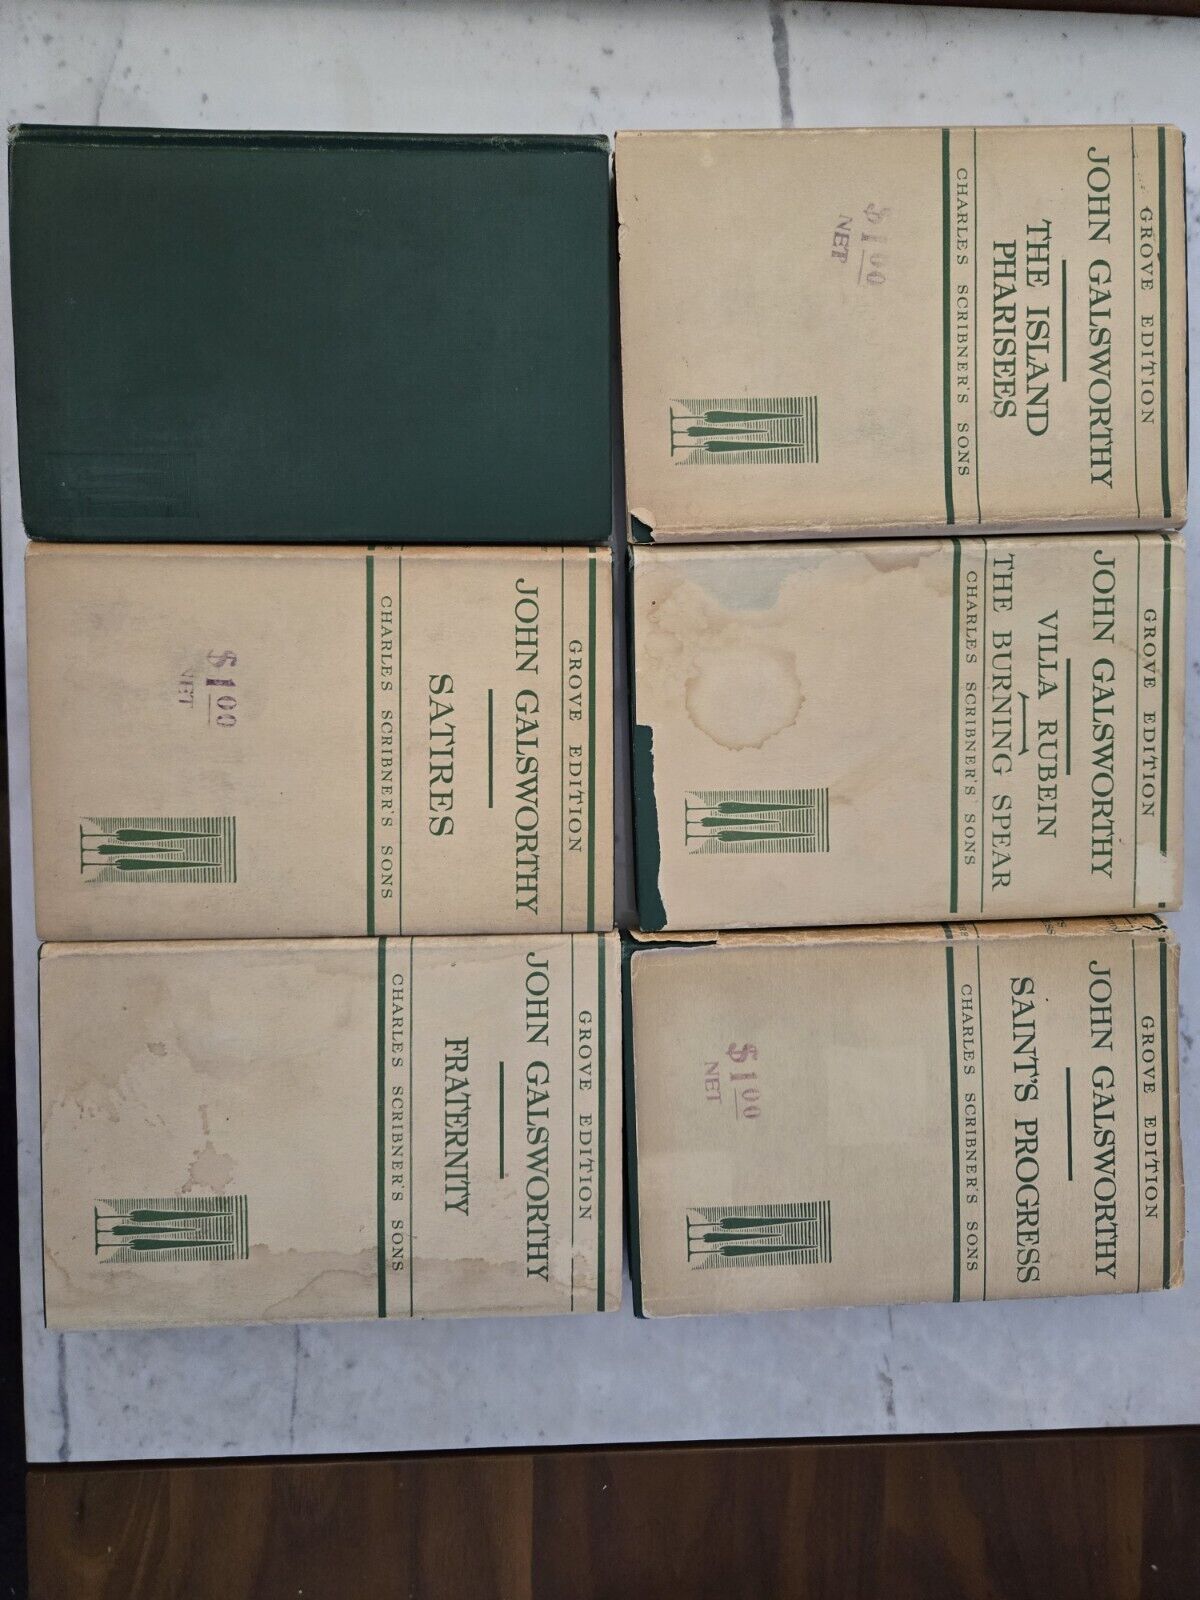 GROVE EDITION
JOHN GALSWORTHY
THE ISLAND
PHARISEES
CHARLES SCRIBNER'S SONS
$1.00
NET
GROVE EDITION
JOHN GALSWORTHY
VILLA RUBEIN
THE BURNING SPEAR
CHARLES SCRIBNER'S SONS
GROVE EDITION
JOHN GALSWORTHY
SAINT'S PROGRESS
CHARLES SCRIBNER'S SONS
$1.00
NET
GROVE EDITION
JOHN GALSWORTHY
SATIRES
CHARLES SCRIBNER'S SONS
$1.00
NET
GROVE EDITION
JOHN GALSWORTHY
FRATERNITY
CHARLES SCRIBNER'S SONS